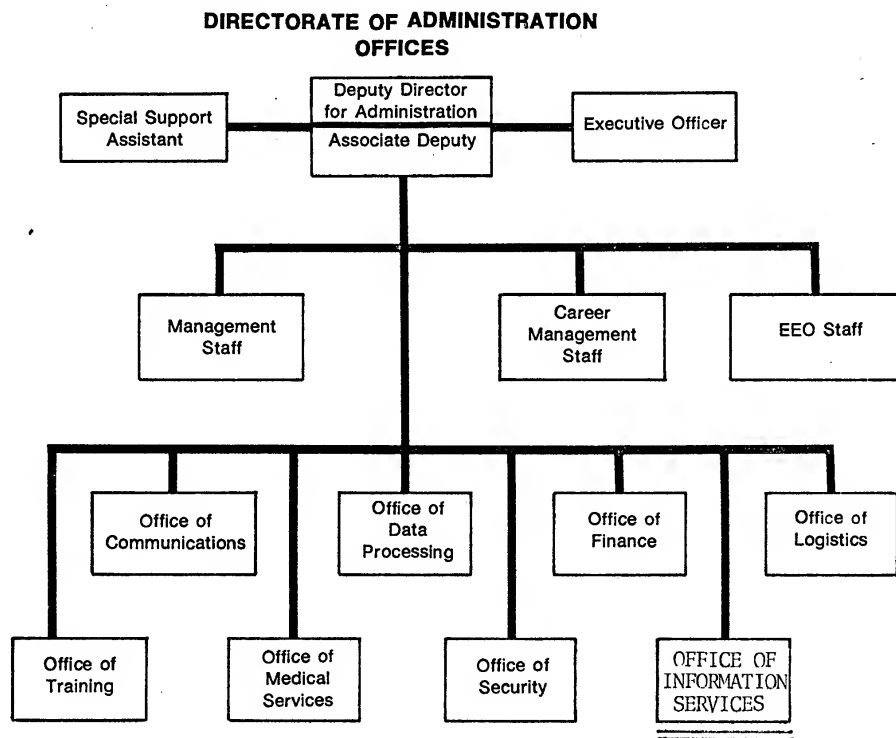 DIRECTORATE OF ADMINISTRATION
OFFICES
Special Support
Assistant
Deputy Director
for Administration
Associate Deputy
Executive Officer
Management
Staff
Career
Management
Staff
EEO Staff
Office of
Communications
Office of
Data
Processing
Office of
Finance
Office of
Logistics
Office of
Training
Office of
Medical
Services
Office of
Security
OFFICE OF
INFORMATION
SERVICES